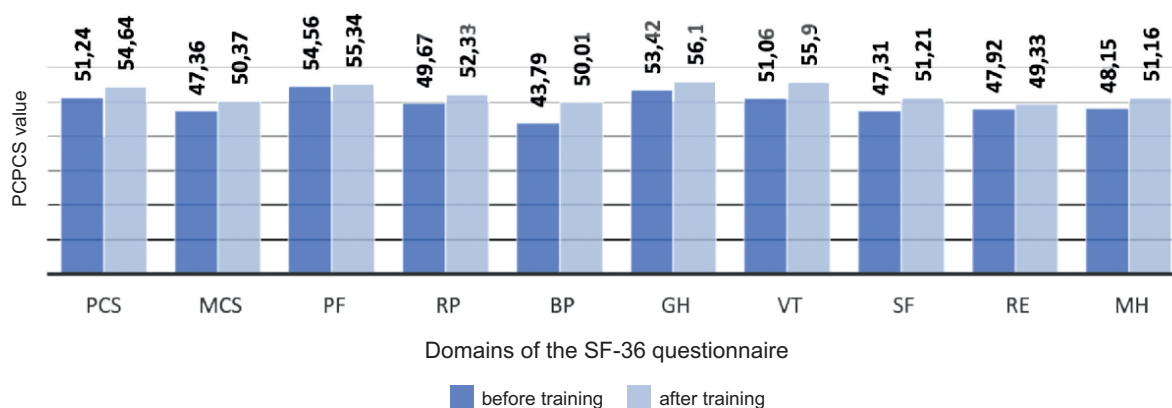 51,24 54,64 47,36 50,37 54,56 55,34 49,67 52,33 43,79 50,01 53,42 56,1 51,06 55,9 47,31 51,21 47,92 49,33 48,15 51,16
PCPCS value
PCS MCS PF RP BP GH VT SF RE MH
Domains of the SF-36 questionnaire
before training after training